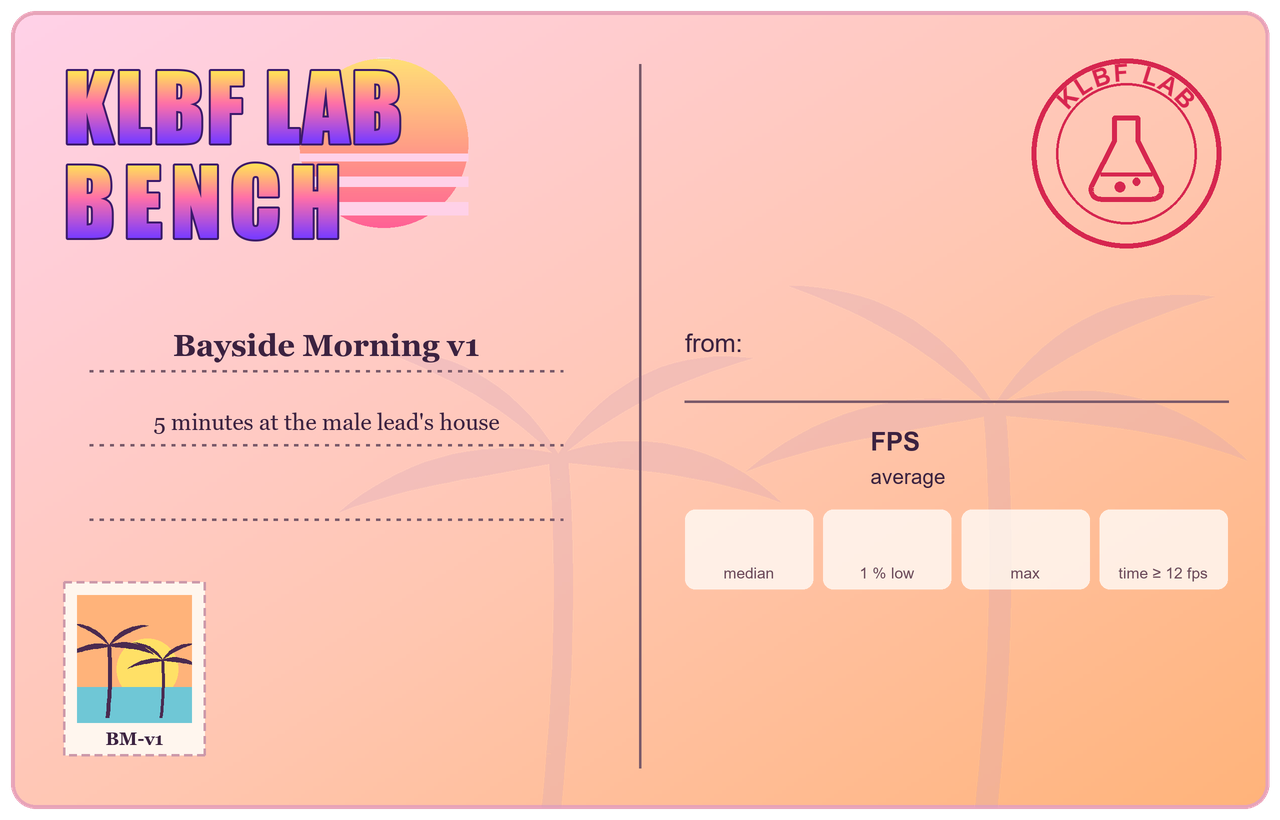 KLBF LAB
BENCH
Bayside Morning v1
5 minutes at the male lead's house
BM-v1
KLBF LAB
from:
FPS
average
median
1 % low
max
time ≥ 12 fps